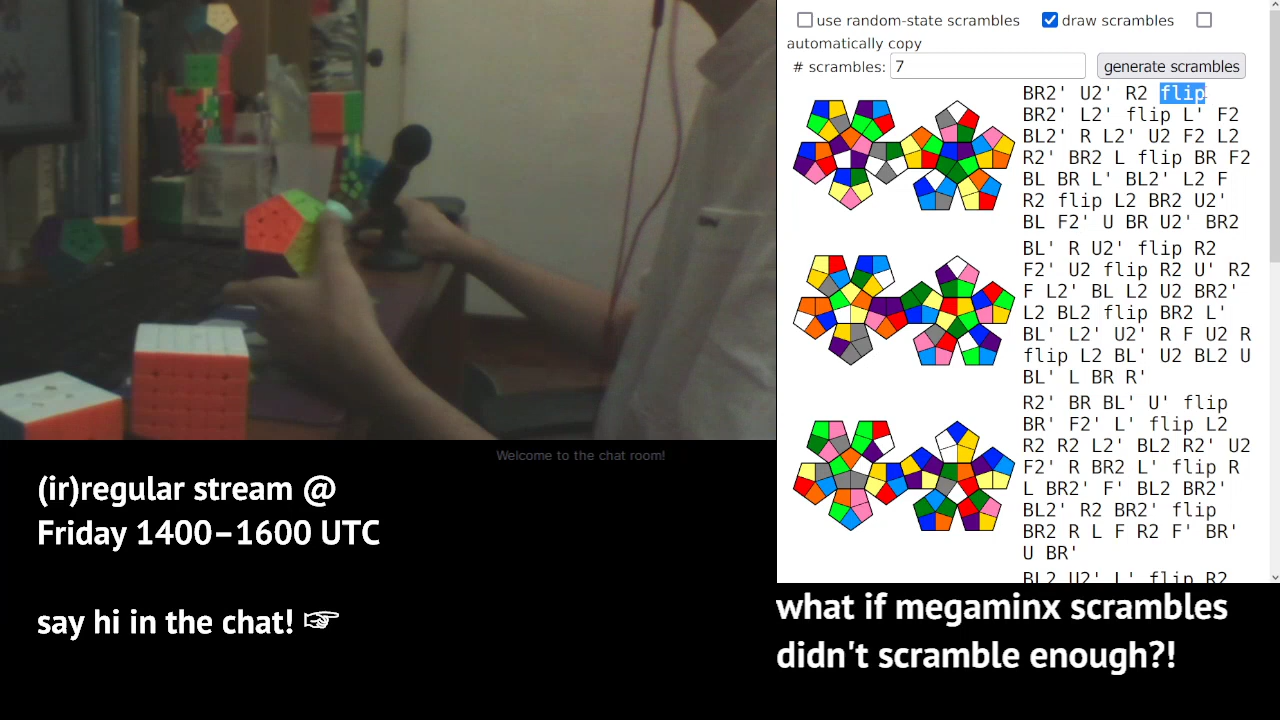 use random-state scrambles draw scrambles
automatically copy
# scrambles: 7 generate scrambles
BR2' U2' R2 flip
BR2' L2' flip L' F2
BL2' R L2' U2 F2 L2
R2' BR2 L flip BR F2
BL BR L' BL2' L2 F
R2 flip L2 BR2 U2'
BL F2' U BR U2' BR2
BL' R U2' flip R2
F2' U2 flip R2 U' R2
F L2' BL L2 U2 BR2'
L2 BL2 flip BR2 L'
BL' L2' U2' R F U2 R
flip L2 BL' U2 BL2 U
BL' L BR R'
R2' BR BL' U' flip
BR' F2' L' flip L2
R2 R2 L2' BL2 R2' U2
F2' R BR2 L' flip R
L BR2' F' BL2 BR2'
BL2' R2 BR2' flip
BR2 R L F R2 F' BR'
U BR'
BL2 U2' L' flip R2
Welcome to the chat room!
(ir)regular stream @
Friday 1400–1600 UTC
say hi in the chat! ☞
what if megaminx scrambles
didn't scramble enough?!